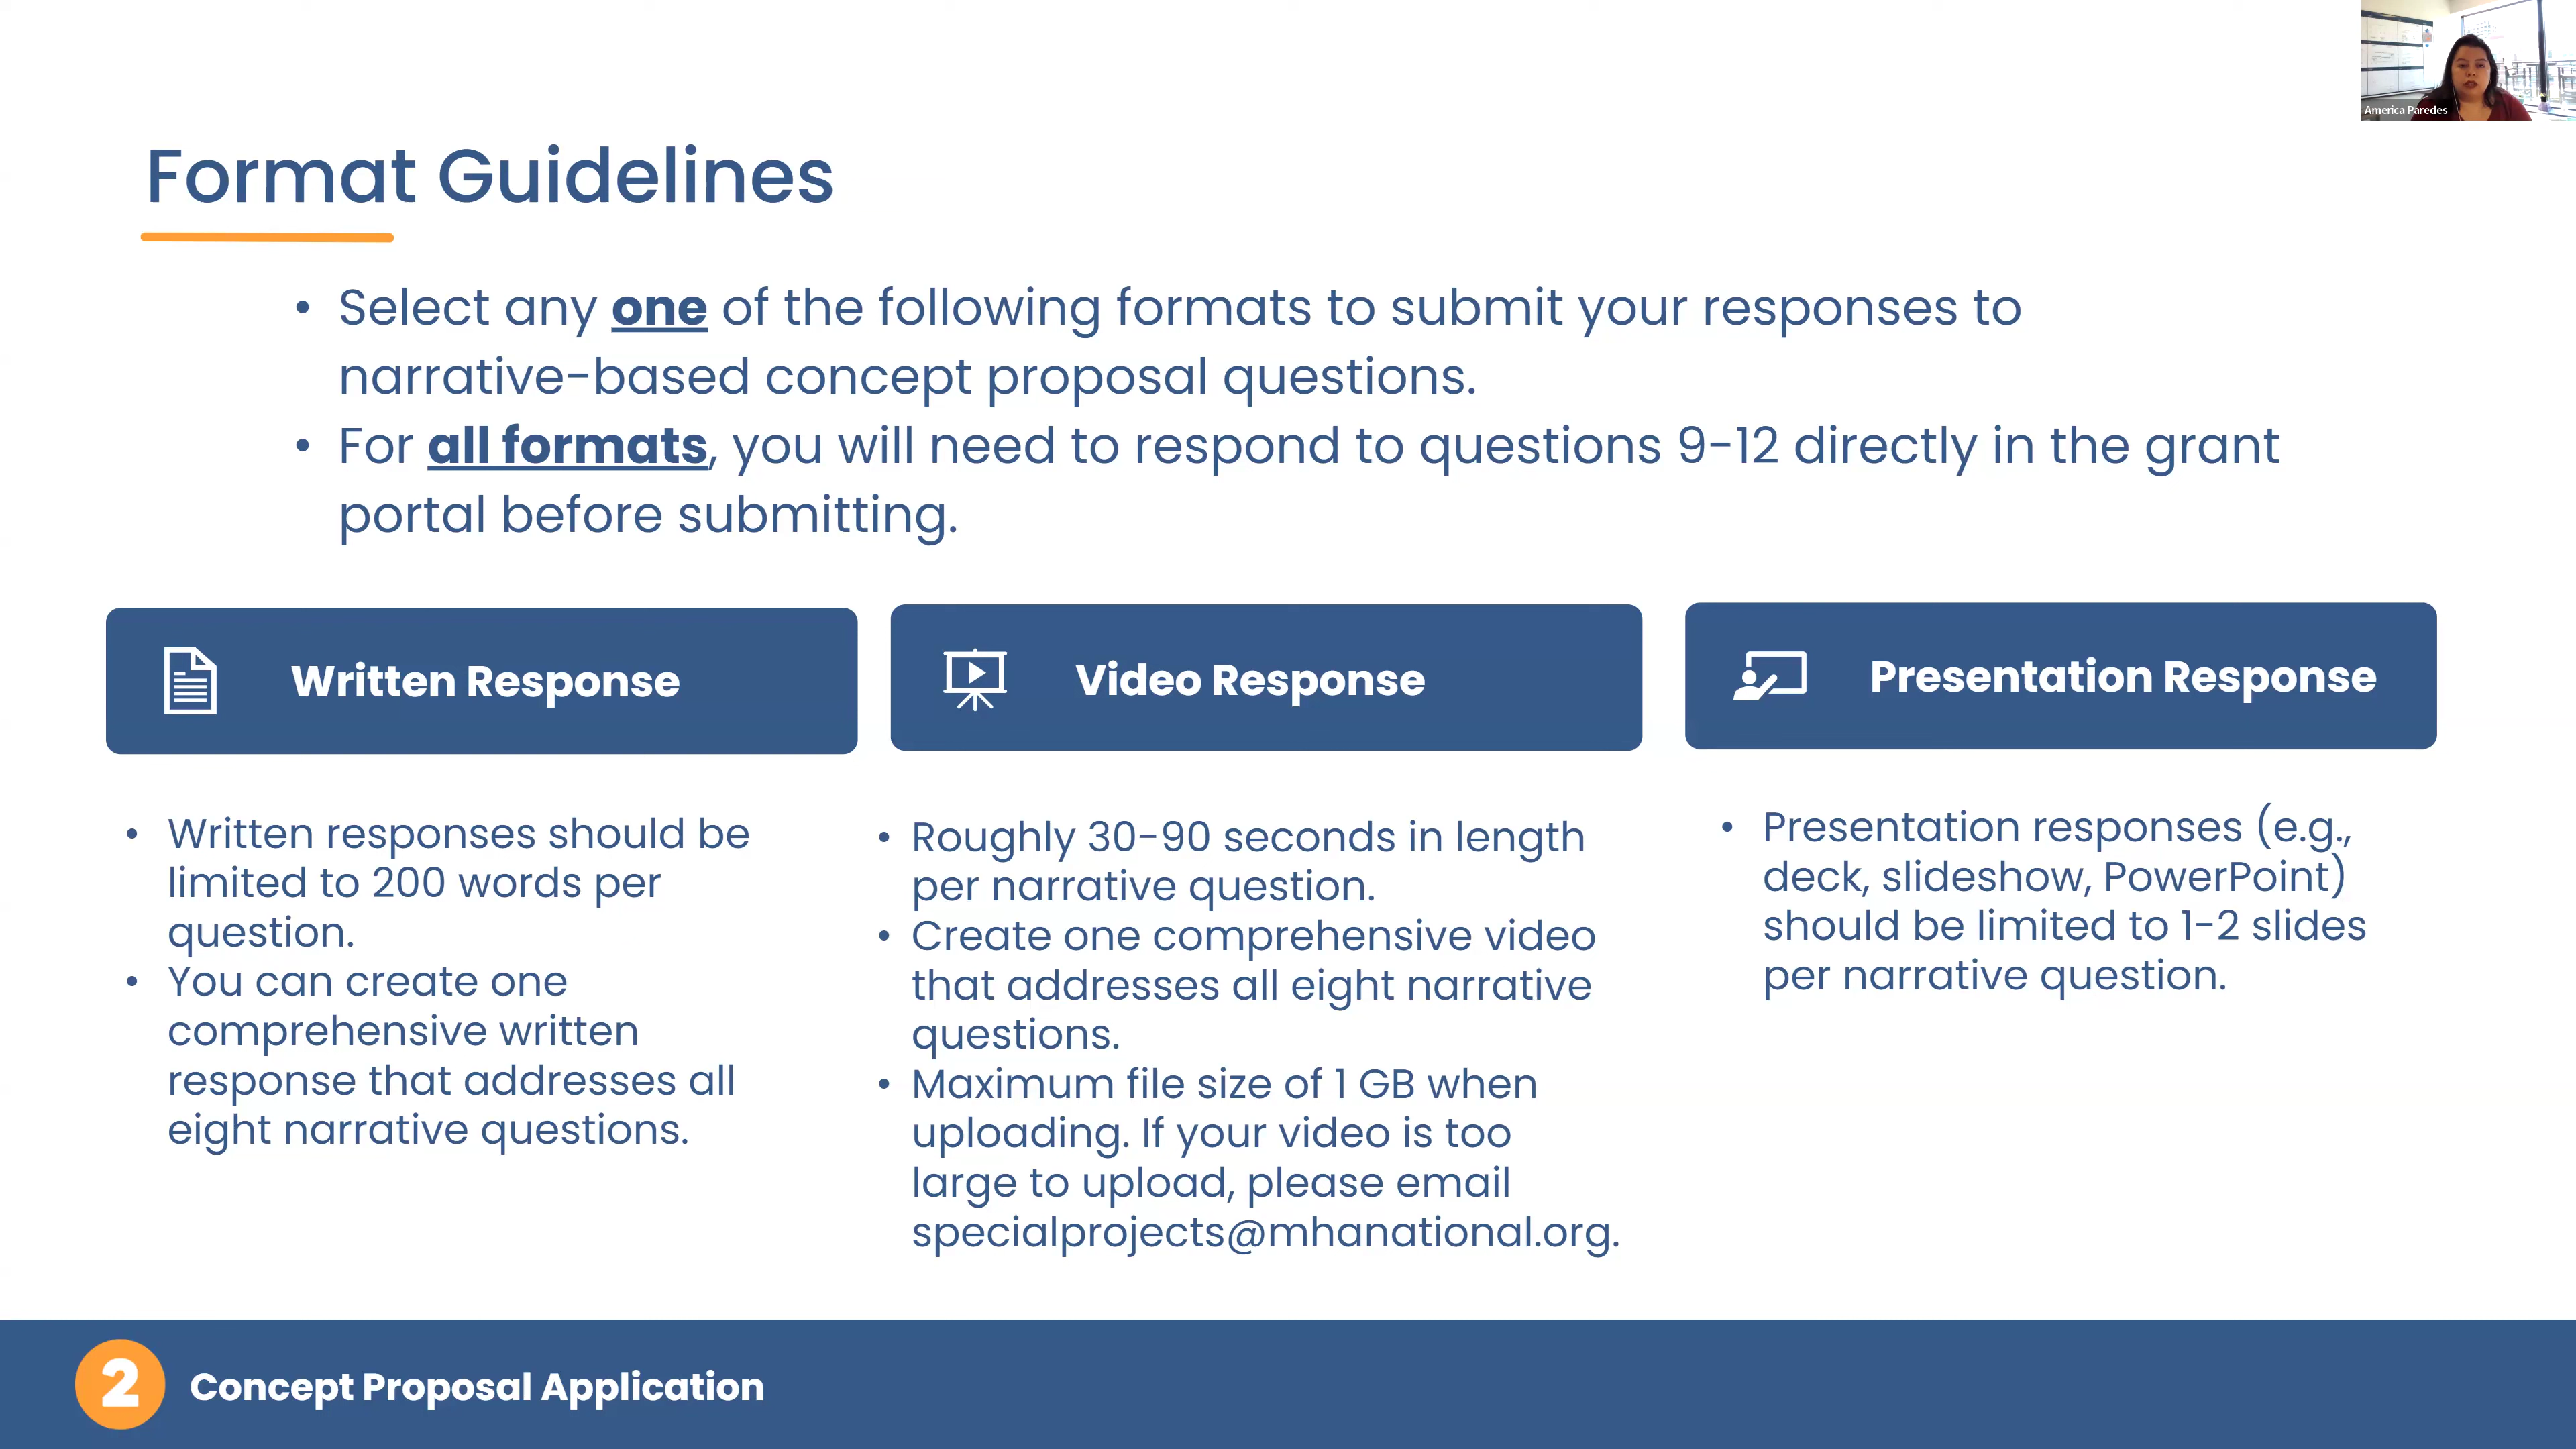 America Paredes
Format Guidelines
• Select any one of the following formats to submit your responses to
narrative-based concept proposal questions.
• For all formats, you will need to respond to questions 9-12 directly in the grant
portal before submitting.
Written Response
• Written responses should be
limited to 200 words per
question.
• You can create one
comprehensive written
response that addresses all
eight narrative questions.
Video Response
• Roughly 30-90 seconds in length
per narrative question.
• Create one comprehensive video
that addresses all eight narrative
questions.
• Maximum file size of 1 GB when
uploading. If your video is too
large to upload, please email
specialprojects@mhanational.org.
Presentation Response
• Presentation responses (e.g.,
deck, slideshow, PowerPoint)
should be limited to 1-2 slides
per narrative question.
2 Concept Proposal Application